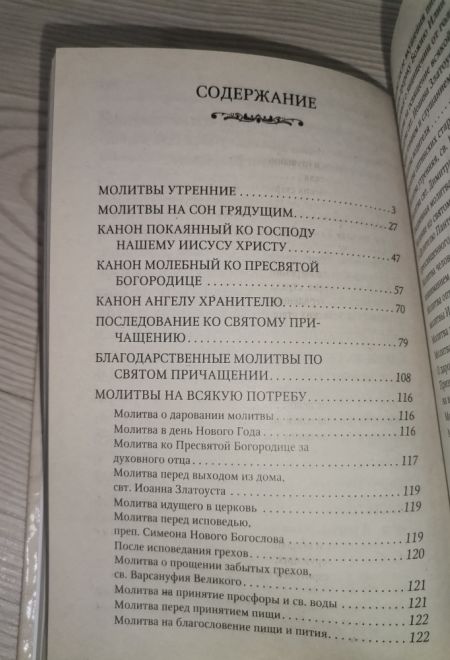 СОДЕРЖАНИЕ
МОЛИТВЫ УТРЕННИЕ 3
МОЛИТВЫ НА СОН ГРЯДУЩИМ 27
КАНОН ПОКАЯННЫЙ КО ГОСПОДУ
НАШЕМУ ИИСУСУ ХРИСТУ 47
КАНОН МОЛЕБНЫЙ КО ПРЕСВЯТОЙ
БОГОРОДИЦЕ 57
КАНОН АНГЕЛУ ХРАНИТЕЛЮ 70
ПОСЛЕДОВАНИЕ КО СВЯТОМУ ПРИ-
ЧАЩЕНИЮ 79
БЛАГОДАРСТВЕННЫЕ МОЛИТВЫ ПО
СВЯТОМ ПРИЧАЩЕНИИ 108
МОЛИТВЫ НА ВСЯКУЮ ПОТРЕБУ 116
Молитва о даровании молитвы 116
Молитва в день Нового Года 116
Молитва ко Пресвятой Богородице за
духовного отца 117
Молитва перед выходом из дома,
свт. Иоанна Златоуста 119
Молитва идущего в церковь 119
Молитва перед исповедью,
преп. Симеона Нового Богослова 119
После исповедания грехов 120
Молитва о прощении забытых грехов,
св. Варсануфия Великого 121
Молитва на принятие просфоры и св. воды 121
Молитва перед принятием пищи 122
Молитва на благословение пищи и пития 122